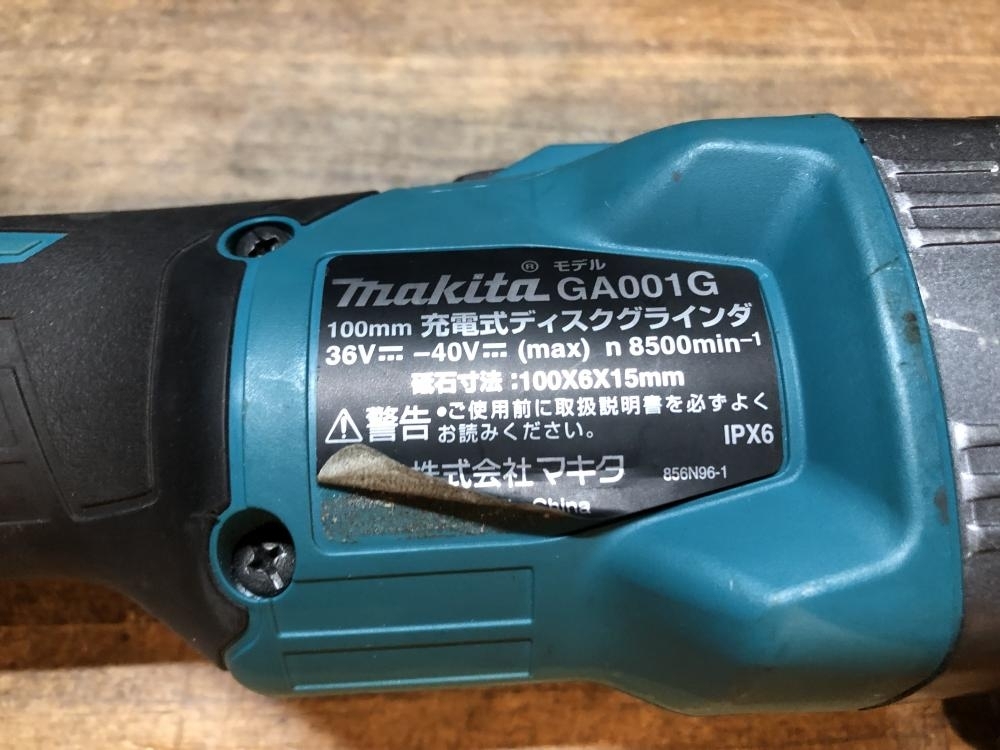 makita® モデル GA001G
100mm 充電式ディスクグラインダ
36V⎓ -40V⎓ (max) n 8500min⁻¹
砥石寸法:100X6X15mm
⚠警告 •ご使用前に取扱説明書を必ずよく
お読みください。
IPX6
株式会社マキタ 856N96-1
China